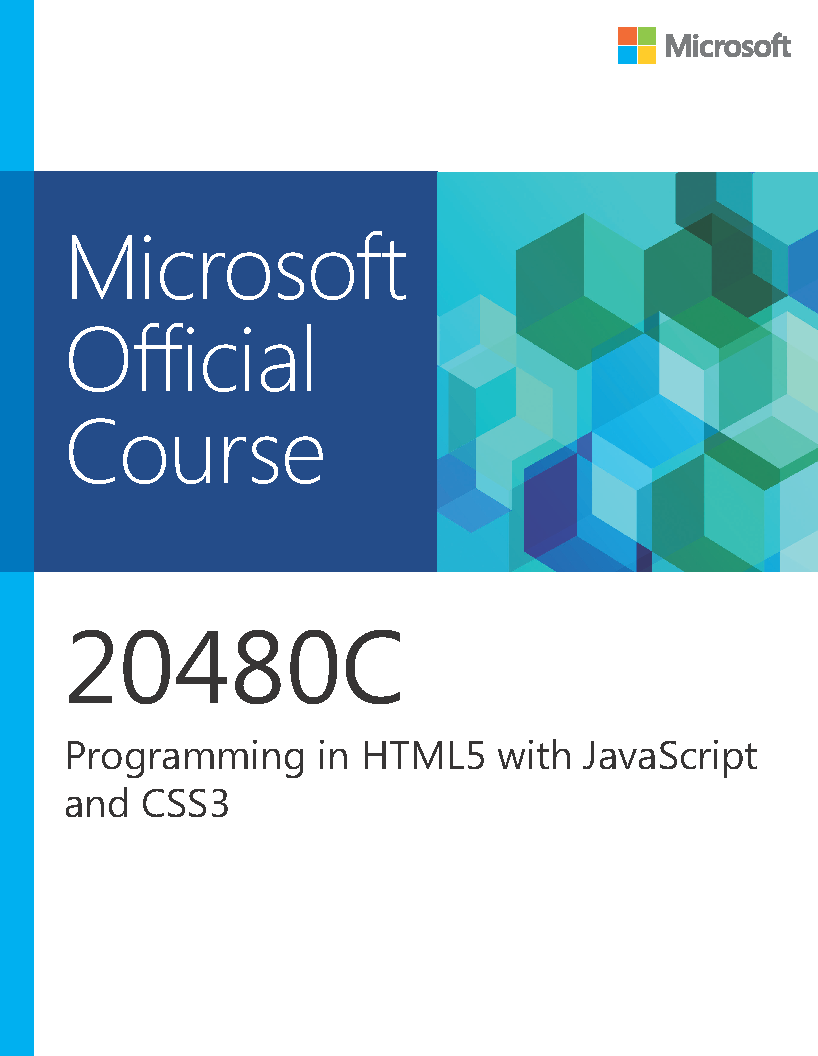 Microsoft
Microsoft
Official
Course
20480C
Programming in HTML5 with JavaScript
and CSS3